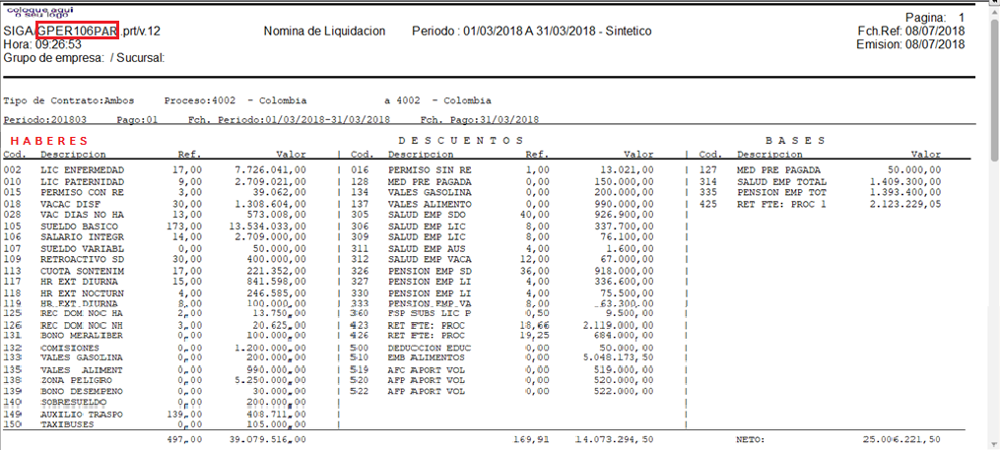 coloque aqui
o seu logo
Pagina: 1
SIGA/GPER106PAR.prt/v.12 Nomina de Liquidacion Periodo : 01/03/2018 A 31/03/2018 - Sintetico Fch.Ref: 08/07/2018
Hora: 09:26:53 Emision: 08/07/2018
Grupo de empresa: / Sucursal:
Tipo de Contrato:Ambos Proceso:4002 - Colombia a 4002 - Colombia
Periodo:201803 Pago:01 Fch. Periodo:01/03/2018-31/03/2018 Fch. Pago:31/03/2018
H A B E R E S D E S C U E N T O S B A S E S
Cod. Descripcion Ref. Valor | Cod. Descripcion Ref. Valor | Cod. Descripcion Valor
002 LIC ENFERMEDAD 17,00 7.726.041,00 | 016 PERMISO SIN RE 1,00 13.021,00 | 127 MED PRE PAGADA 50.000,00
010 LIC PATERNIDAD 9,00 2.709.021,00 | 128 MED PRE PAGADA 0,00 150.000,00 | 314 SALUD EMP TOTAL 1.409.300,00
015 PERMISO CON RE 3,00 39.062,00 | 134 VALES GASOLINA 0,00 200.000,00 | 335 PENSION EMP TOT 1.393.400,00
018 VACAC DISF 30,00 1.308.604,00 | 137 VALES ALIMENTO 0,00 990.000,00 | 425 RET FTE: PROC 1 2.123.229,05
028 VAC DIAS NO HA 13,00 573.008,00 | 305 SALUD EMP SDO 40,00 926.900,00 |
105 SUELDO BASICO 173,00 13.534.033,00 | 306 SALUD EMP LIC 8,00 337.700,00 |
106 SALARIO INTEGR 14,00 2.709.000,00 | 309 SALUD EMP LIC 8,00 76.100,00 |
107 SUELDO VARIABL 0,00 50.000,00 | 311 SALUD EMP AUS 4,00 1.600,00 |
109 RETROACTIVO SD 30,00 400.000,00 | 312 SALUD EMP VACA 12,00 67.000,00 |
113 CUOTA SONTENIM 17,00 221.352,00 | 326 PENSION EMP SD 36,00 918.000,00 |
117 HR EXT DIURNA 15,00 841.598,00 | 327 PENSION EMP LI 4,00 336.600,00 |
118 HR EXT NOCTURN 4,00 246.585,00 | 330 PENSION EMP LI 4,00 75.500,00 |
119 HR EXT DIURNA 8,00 100.000,00 | 333 PENSION EMP VA 8,00 63.300,00 |
125 REC DOM NOC HA 2,00 13.750,00 | 360 FSP SUBS LIC P 0,50 9.500,00 |
126 REC DOM NOC NH 3,00 20.625,00 | 423 RET FTE: PROC 18,66 2.119.000,00 |
131 BONO MERALIBER 0,00 100.000,00 | 426 RET FTE: PROC 19,25 684.000,00 |
132 COMISIONES 0,00 1.200.000,00 | 500 DEDUCCION EDUC 0,00 50.000,00 |
133 VALES GASOLINA 0,00 200.000,00 | 510 EMB ALIMENTOS 0,00 5.048.173,50 |
135 VALES ALIMENT 0,00 990.000,00 | 519 AFC APORT VOL 0,00 519.000,00 |
138 ZONA PELIGRO 0,00 5.250.000,00 | 520 AFP APORT VOL 0,00 520.000,00 |
139 BONO DESEMPENO 0,00 30.000,00 | 522 AFP APORT VOL 0,00 522.000,00 |
140 SOBRESUELDO 0,00 200.000,00 |
149 AUXILIO TRASPO 139,00 408.711,00 |
150 TAXIBUSES 0,00 105.000,00 |
497,00 39.079.516,00 169,91 14.073.294,50 NETO: 25.006.221,50